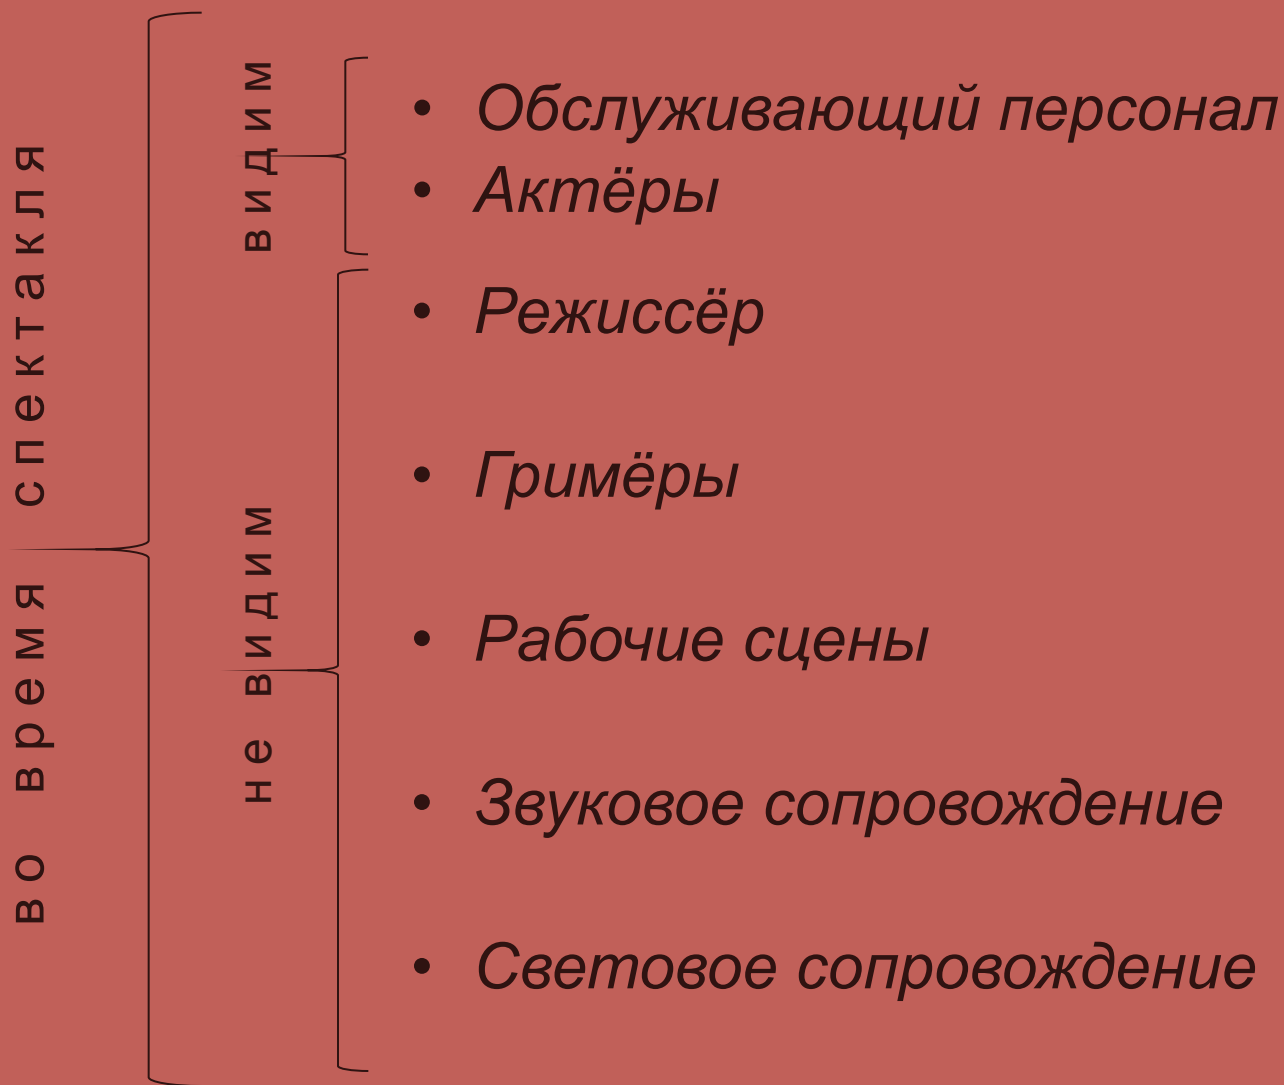 во время спектакля
видим
• Обслуживающий персонал
• Актёры
не видим
• Режиссёр
• Гримёры
• Рабочие сцены
• Звуковое сопровождение
• Световое сопровождение